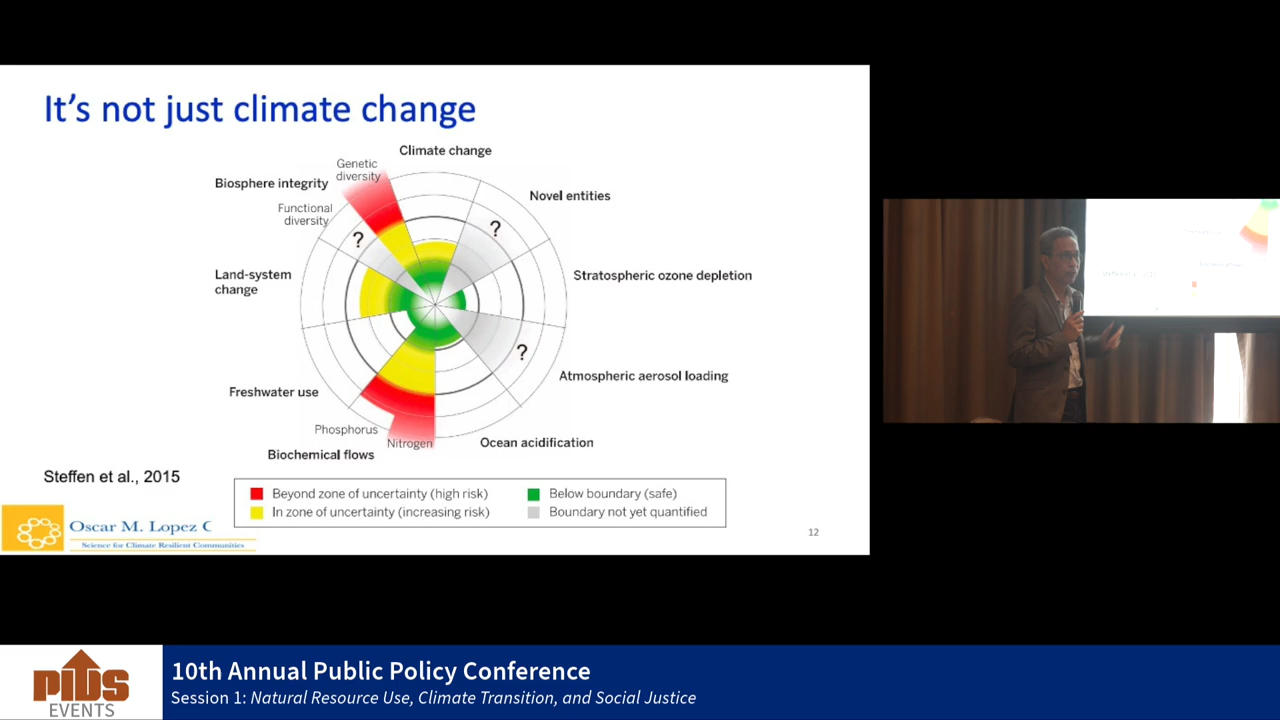 It's not just climate change
Climate change
Genetic
diversity
Biosphere integrity
Novel entities
Functional
diversity
?
?
Land-system
change
Stratospheric ozone depletion
?
Atmospheric aerosol loading
Freshwater use
Phosphorus
Nitrogen
Ocean acidification
Biochemical flows
Steffen et al., 2015
Beyond zone of uncertainty (high risk)
Below boundary (safe)
In zone of uncertainty (increasing risk)
Boundary not yet quantified
Oscar M. Lopez C
Science for Climate Resilient Communities
12
PIDS
EVENTS
10th Annual Public Policy Conference
Session 1: Natural Resource Use, Climate Transition, and Social Justice